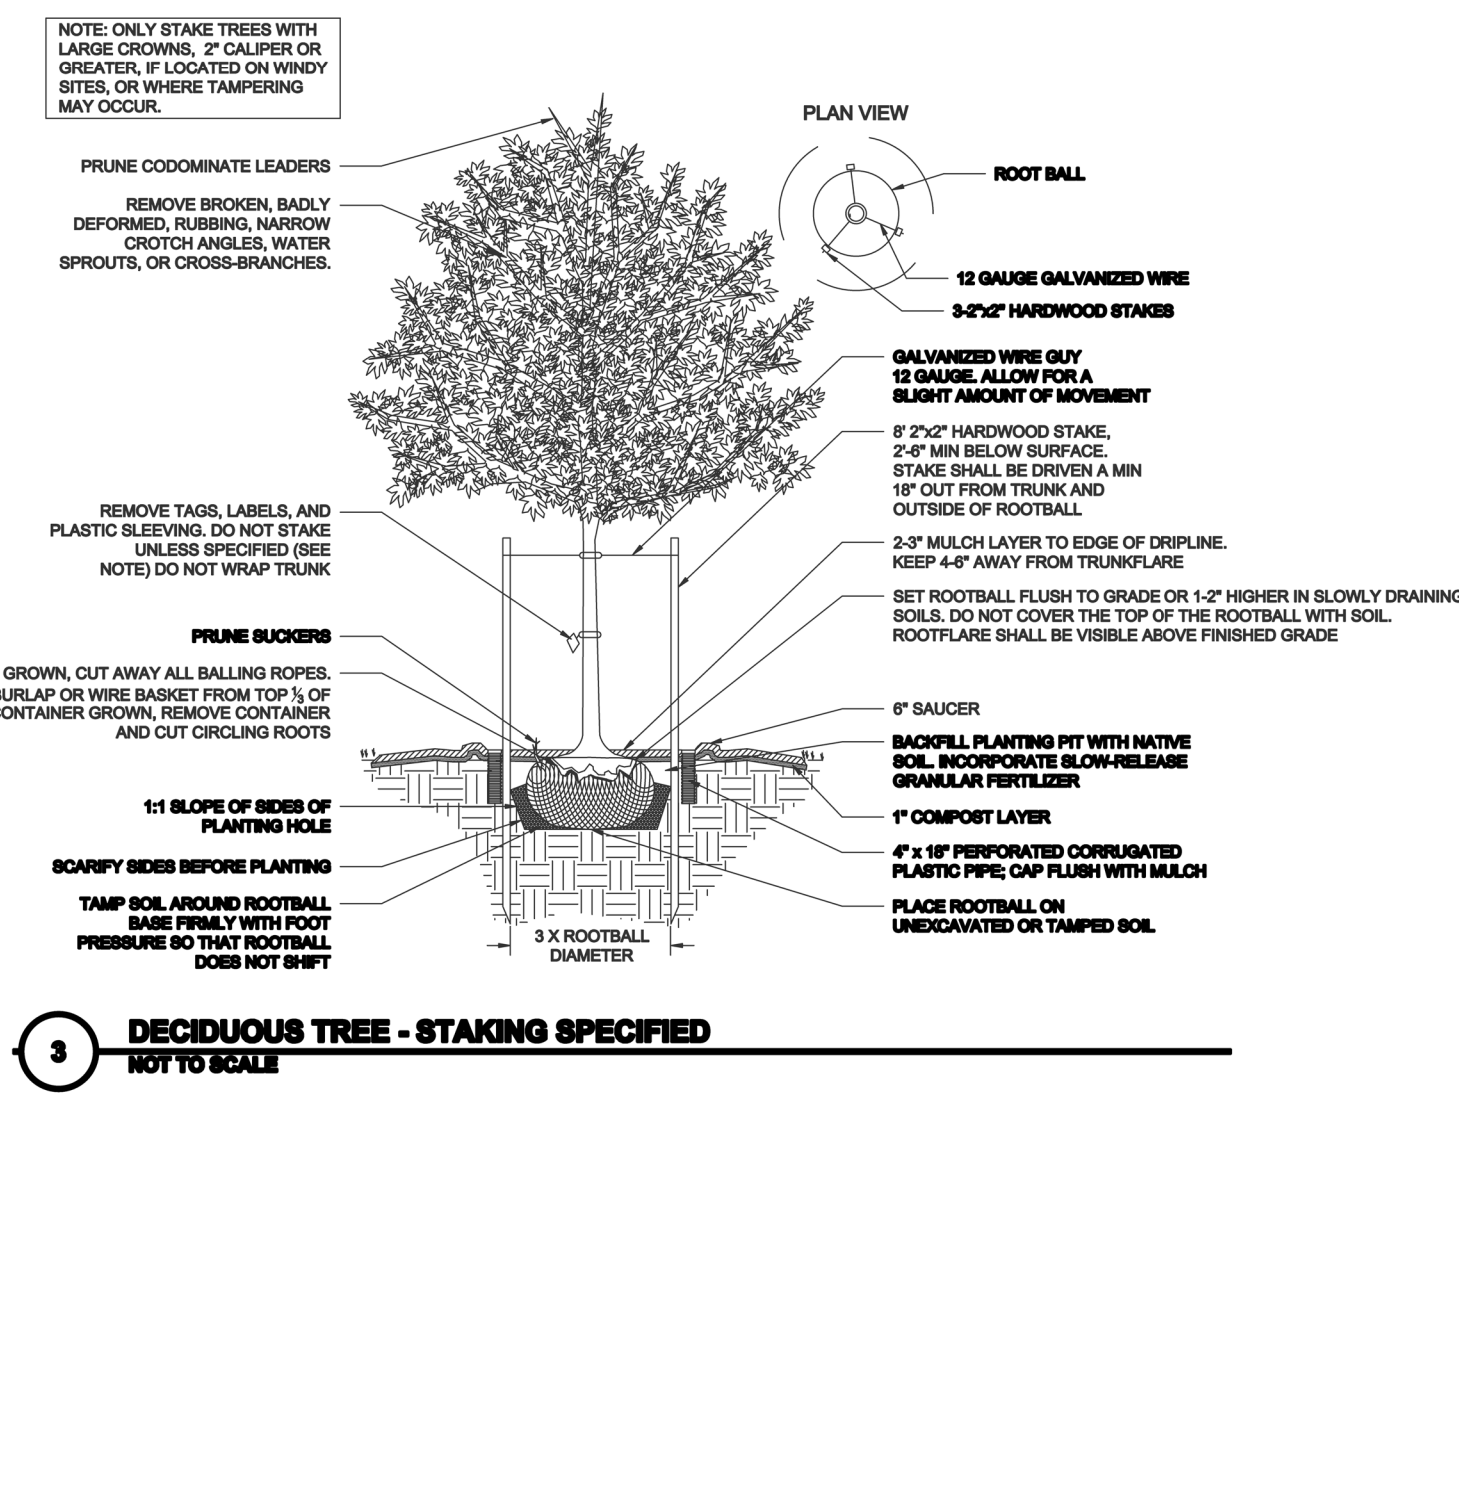 NOTE: ONLY STAKE TREES WITH
LARGE CROWNS, 2" CALIPER OR
GREATER, IF LOCATED ON WINDY
SITES, OR WHERE TAMPERING
MAY OCCUR.
PRUNE CODOMINATE LEADERS
REMOVE BROKEN, BADLY
DEFORMED, RUBBING, NARROW
CROTCH ANGLES, WATER
SPROUTS, OR CROSS-BRANCHES.
REMOVE TAGS, LABELS, AND
PLASTIC SLEEVING. DO NOT STAKE
UNLESS SPECIFIED (SEE
NOTE) DO NOT WRAP TRUNK
PRUNE SUCKERS
GROWN, CUT AWAY ALL BALLING ROPES.
BURLAP OR WIRE BASKET FROM TOP ⅓ OF
CONTAINER GROWN, REMOVE CONTAINER
AND CUT CIRCLING ROOTS
1:1 SLOPE OF SIDES OF
PLANTING HOLE
SCARIFY SIDES BEFORE PLANTING
TAMP SOIL AROUND ROOTBALL
BASE FIRMLY WITH FOOT
PRESSURE SO THAT ROOTBALL
DOES NOT SHIFT
PLAN VIEW
ROOT BALL
12 GAUGE GALVANIZED WIRE
3-2"x2" HARDWOOD STAKES
GALVANIZED WIRE GUY
12 GAUGE. ALLOW FOR A
SLIGHT AMOUNT OF MOVEMENT
8' 2"x2" HARDWOOD STAKE,
2'-6" MIN BELOW SURFACE.
STAKE SHALL BE DRIVEN A MIN
18" OUT FROM TRUNK AND
OUTSIDE OF ROOTBALL
2-3" MULCH LAYER TO EDGE OF DRIPLINE.
KEEP 4-6" AWAY FROM TRUNKFLARE
SET ROOTBALL FLUSH TO GRADE OR 1-2" HIGHER IN SLOWLY DRAINING
SOILS. DO NOT COVER THE TOP OF THE ROOTBALL WITH SOIL.
ROOTFLARE SHALL BE VISIBLE ABOVE FINISHED GRADE
6" SAUCER
BACKFILL PLANTING PIT WITH NATIVE
SOIL. INCORPORATE SLOW-RELEASE
GRANULAR FERTILIZER
1" COMPOST LAYER
4" x 18" PERFORATED CORRUGATED
PLASTIC PIPE; CAP FLUSH WITH MULCH
PLACE ROOTBALL ON
UNEXCAVATED OR TAMPED SOIL
3 X ROOTBALL
DIAMETER
3
DECIDUOUS TREE - STAKING SPECIFIED
NOT TO SCALE